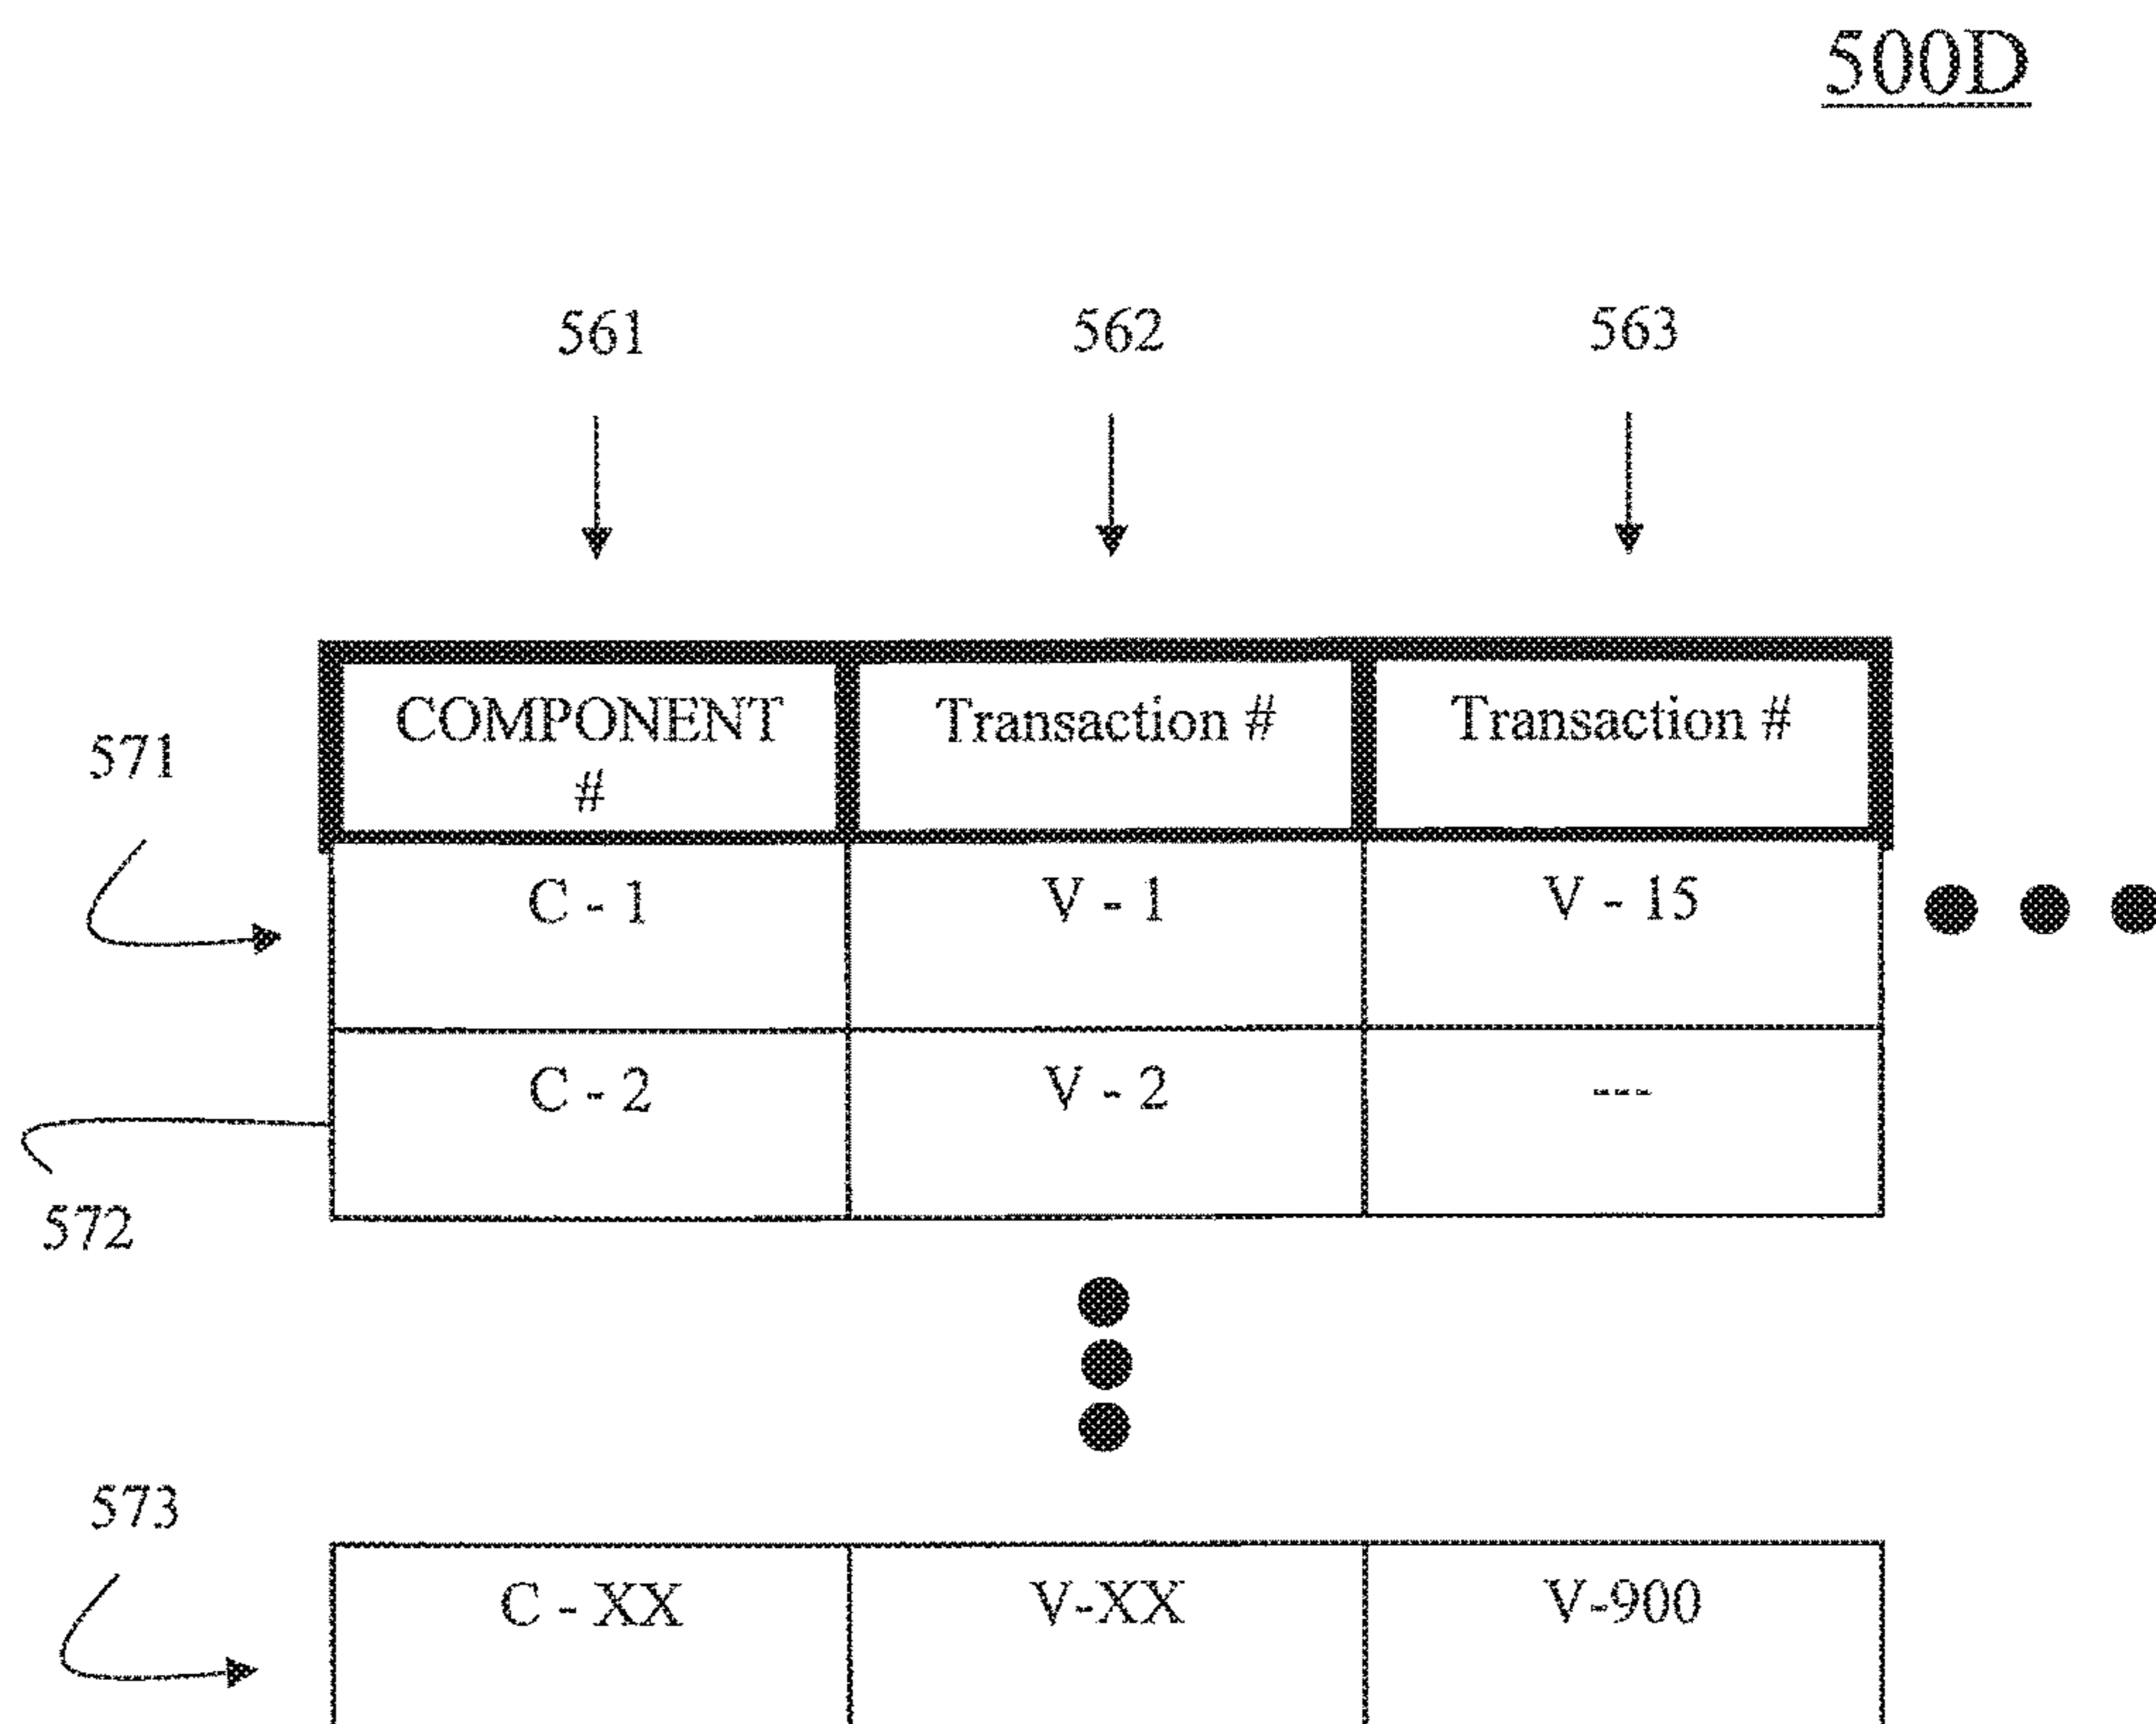 500D
561 562 563
571
COMPONENT # Transaction # Transaction #
C - 1 V - 1 V - 15
C - 2 V - 2 ---
572
573
C - XX V-XX V-900